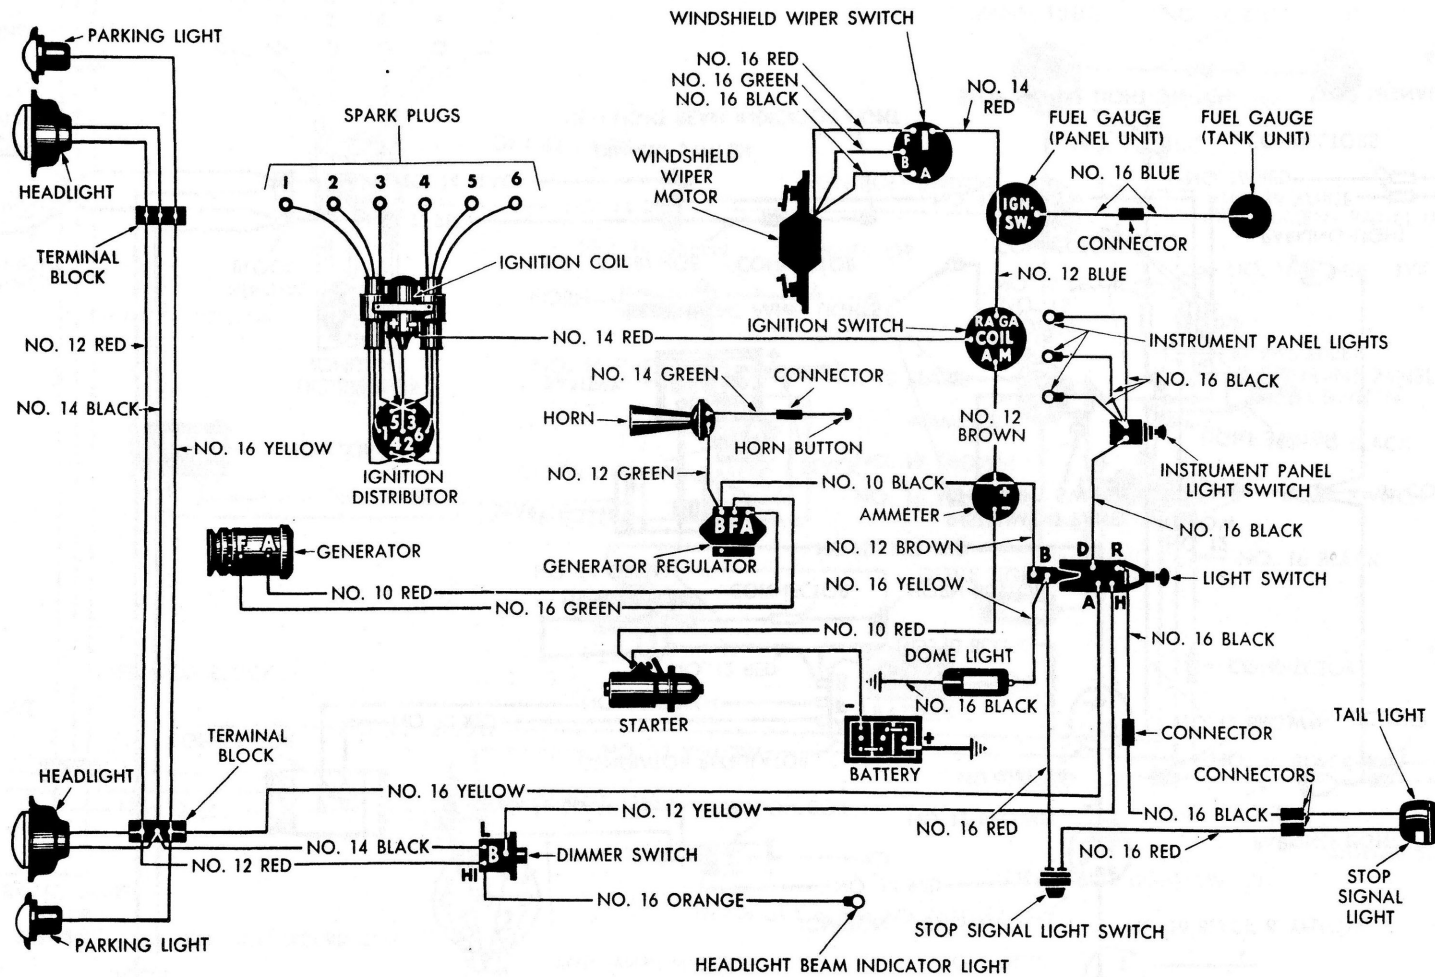 WINDSHIELD WIPER SWITCH
PARKING LIGHT
NO. 16 RED
NO. 16 GREEN
NO. 16 BLACK
NO. 14
RED
SPARK PLUGS
FUEL GAUGE
(PANEL UNIT)
FUEL GAUGE
(TANK UNIT)
F
B
A
WINDSHIELD
WIPER
MOTOR
NO. 16 BLUE
HEADLIGHT
1 2 3 4 5 6
IGN.
SW.
CONNECTOR
TERMINAL
BLOCK
IGNITION COIL
NO. 12 BLUE
+ -
IGNITION SWITCH
RA GA
COIL
A M
NO. 14 RED
INSTRUMENT PANEL LIGHTS
NO. 12 RED
NO. 14 GREEN
CONNECTOR
NO. 16 BLACK
NO. 14 BLACK
HORN
HORN BUTTON
NO. 12
BROWN
5 3
1 6
4 2
NO. 16 YELLOW
IGNITION
DISTRIBUTOR
NO. 12 GREEN
INSTRUMENT PANEL
LIGHT SWITCH
NO. 10 BLACK
+
-
AMMETER
B F A
NO. 16 BLACK
F A
GENERATOR
GENERATOR REGULATOR
NO. 12 BROWN
B D R
NO. 16 YELLOW
LIGHT SWITCH
NO. 10 RED
A H
NO. 16 GREEN
NO. 10 RED
NO. 16 BLACK
DOME LIGHT
NO. 16 BLACK
STARTER
-
+
BATTERY
TAIL LIGHT
TERMINAL
BLOCK
CONNECTOR
HEADLIGHT
CONNECTORS
NO. 16 YELLOW
NO. 12 YELLOW
NO. 16 BLACK
NO. 16 RED
L
NO. 14 BLACK
B
DIMMER SWITCH
NO. 16 RED
NO. 12 RED
HI
NO. 16 ORANGE
STOP
SIGNAL
LIGHT
STOP SIGNAL LIGHT SWITCH
PARKING LIGHT
HEADLIGHT BEAM INDICATOR LIGHT